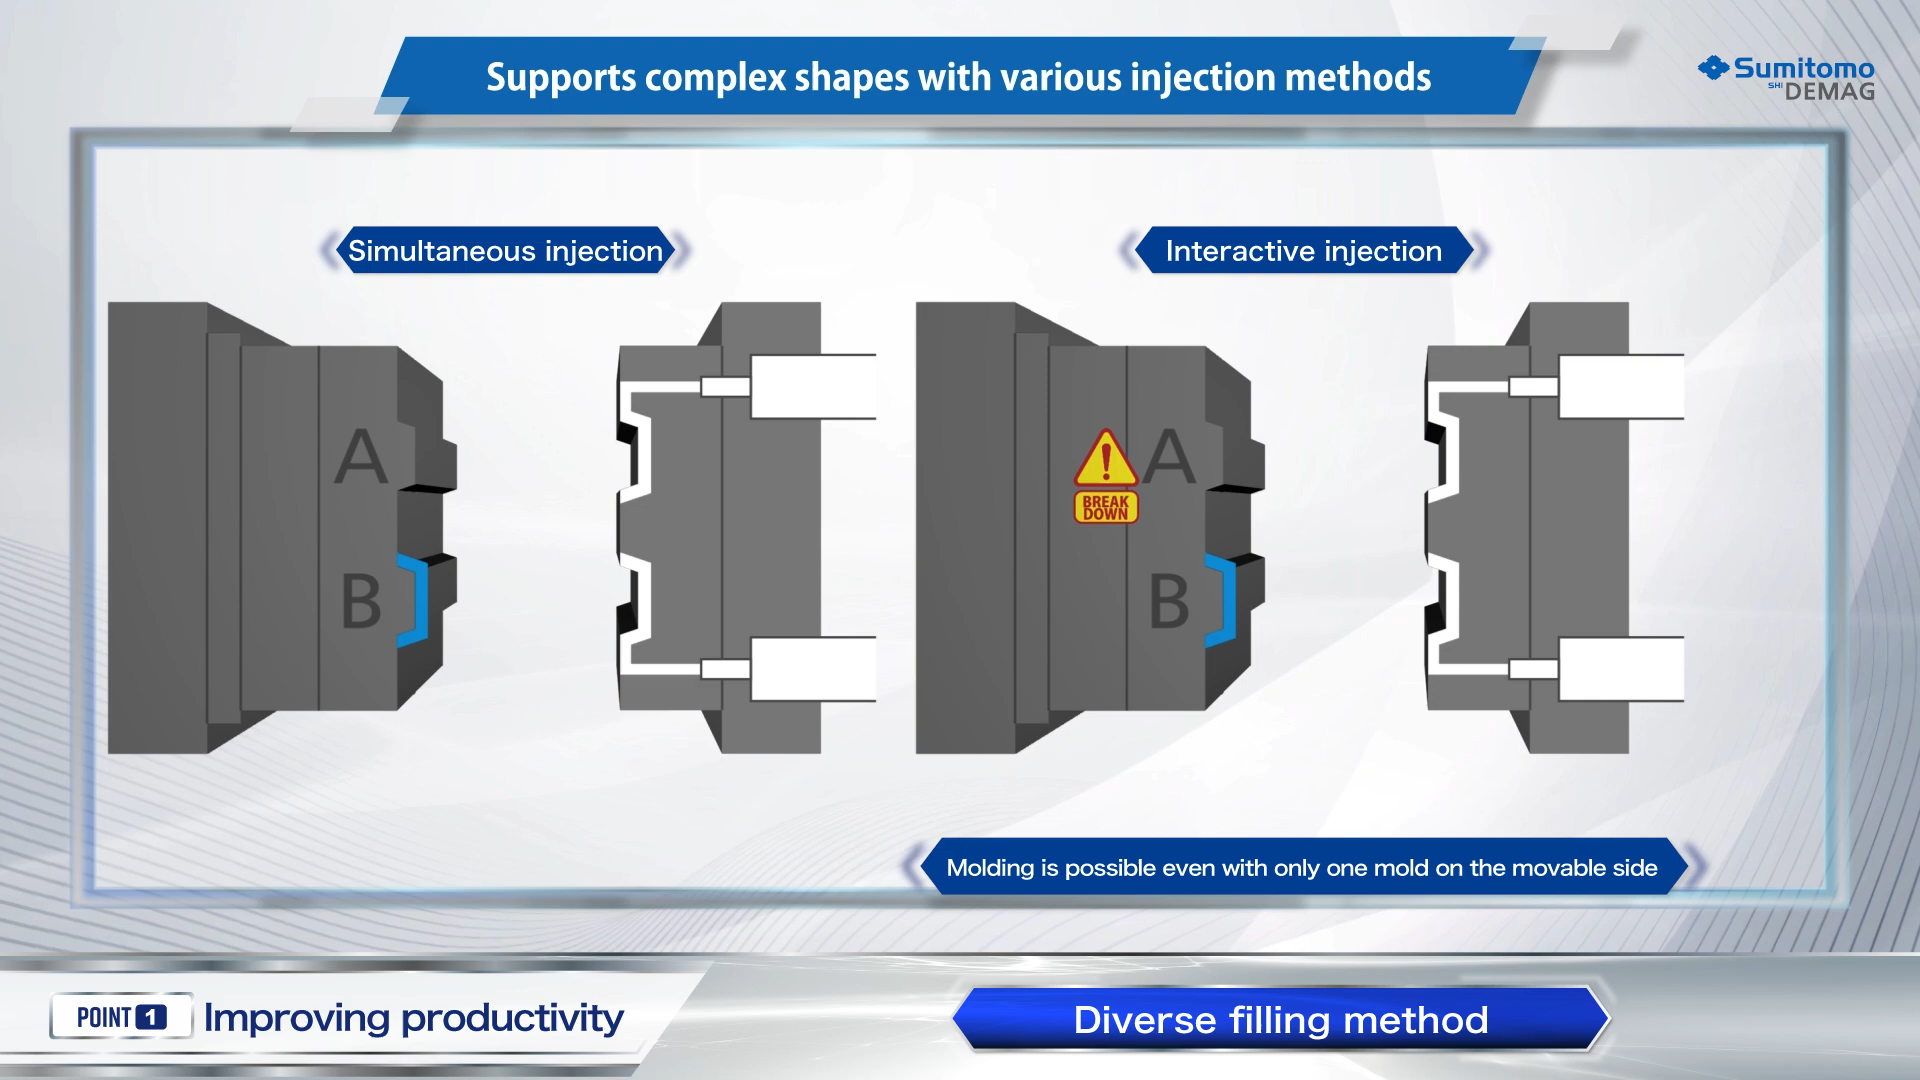 Supports complex shapes with various injection methods
Sumitomo
SHI DEMAG
Simultaneous injection
Interactive injection
A
B
A
BREAK
DOWN
B
Molding is possible even with only one mold on the movable side
POINT 1 Improving productivity
Diverse filling method